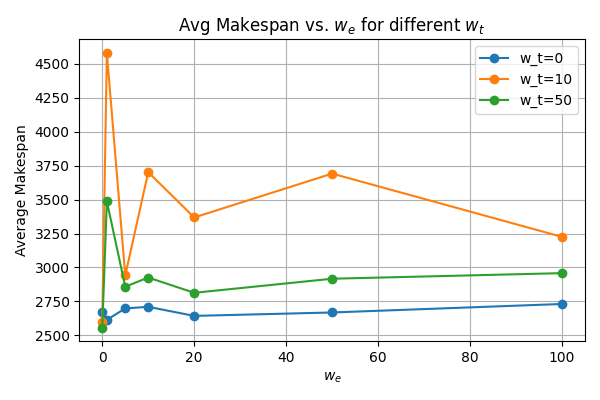 Avg Makespan vs. $w_e$ for different $w_t$
w_t=0
w_t=10
w_t=50
Average Makespan
4500
4250
4000
3750
3500
3250
3000
2750
2500
0 20 40 60 80 100
$w_e$